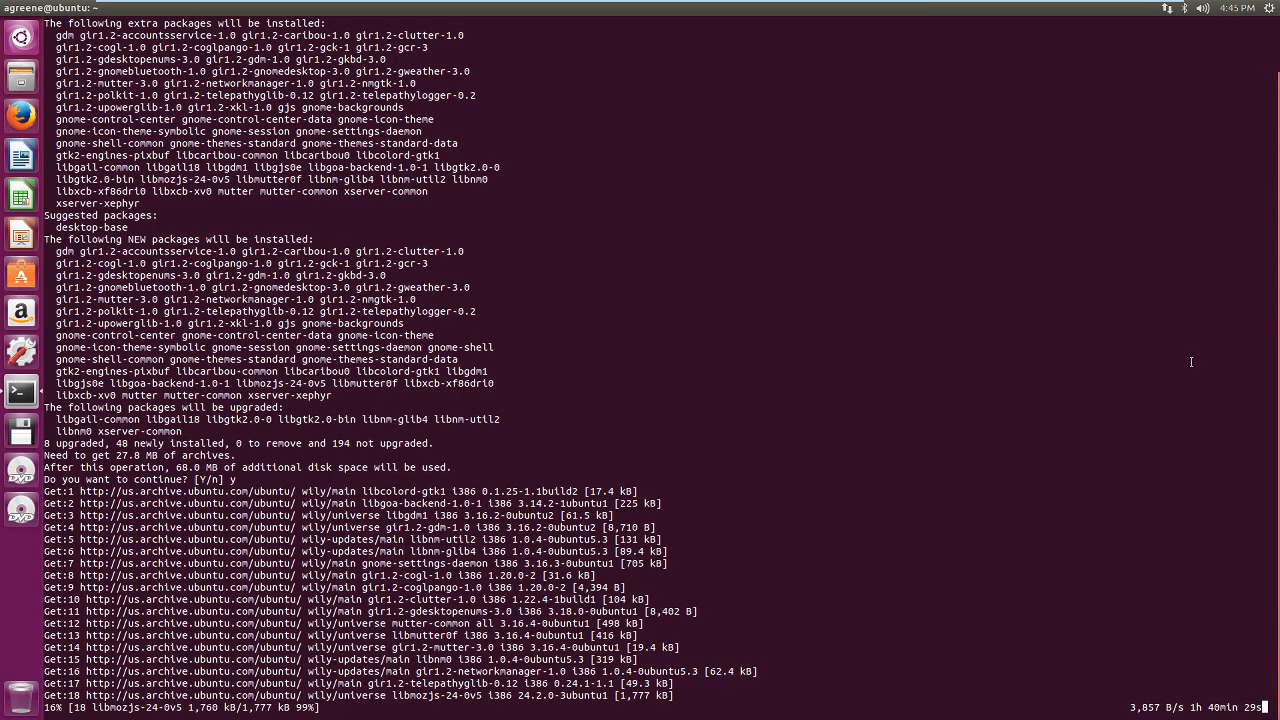 agreene@ubuntu: ~
4:45 PM
The following extra packages will be installed:
gdm gir1.2-accountsservice-1.0 gir1.2-caribou-1.0 gir1.2-clutter-1.0
gir1.2-cogl-1.0 gir1.2-coglpango-1.0 gir1.2-gck-1 gir1.2-gcr-3
gir1.2-gdesktopenums-3.0 gir1.2-gdm-1.0 gir1.2-gkbd-3.0
gir1.2-gnomebluetooth-1.0 gir1.2-gnomedesktop-3.0 gir1.2-gweather-3.0
gir1.2-mutter-3.0 gir1.2-networkmanager-1.0 gir1.2-nmgtk-1.0
gir1.2-polkit-1.0 gir1.2-telepathyglib-0.12 gir1.2-telepathylogger-0.2
gir1.2-upowerglib-1.0 gir1.2-xkl-1.0 gjs gnome-backgrounds
gnome-control-center gnome-control-center-data gnome-icon-theme
gnome-icon-theme-symbolic gnome-session gnome-settings-daemon
gnome-shell-common gnome-themes-standard gnome-themes-standard-data
gtk2-engines-pixbuf libcaribou-common libcaribou0 libcolord-gtk1
libgail-common libgail18 libgdm1 libgjs0e libgoa-backend-1.0-1 libgtk2.0-0
libgtk2.0-bin libmozjs-24-0v5 libmutter0f libnm-glib4 libnm-util2 libnm0
libxcb-xf86dri0 libxcb-xv0 mutter mutter-common xserver-common
xserver-xephyr
Suggested packages:
desktop-base
The following NEW packages will be installed:
gdm gir1.2-accountsservice-1.0 gir1.2-caribou-1.0 gir1.2-clutter-1.0
gir1.2-cogl-1.0 gir1.2-coglpango-1.0 gir1.2-gck-1 gir1.2-gcr-3
gir1.2-gdesktopenums-3.0 gir1.2-gdm-1.0 gir1.2-gkbd-3.0
gir1.2-gnomebluetooth-1.0 gir1.2-gnomedesktop-3.0 gir1.2-gweather-3.0
gir1.2-mutter-3.0 gir1.2-networkmanager-1.0 gir1.2-nmgtk-1.0
gir1.2-polkit-1.0 gir1.2-telepathyglib-0.12 gir1.2-telepathylogger-0.2
gir1.2-upowerglib-1.0 gir1.2-xkl-1.0 gjs gnome-backgrounds
gnome-control-center gnome-control-center-data gnome-icon-theme
gnome-icon-theme-symbolic gnome-session gnome-settings-daemon gnome-shell
gnome-shell-common gnome-themes-standard gnome-themes-standard-data
gtk2-engines-pixbuf libcaribou-common libcaribou0 libcolord-gtk1 libgdm1
libgjs0e libgoa-backend-1.0-1 libmozjs-24-0v5 libmutter0f libxcb-xf86dri0
libxcb-xv0 mutter mutter-common xserver-xephyr
The following packages will be upgraded:
libgail-common libgail18 libgtk2.0-0 libgtk2.0-bin libnm-glib4 libnm-util2
libnm0 xserver-common
8 upgraded, 48 newly installed, 0 to remove and 194 not upgraded.
Need to get 27.8 MB of archives.
After this operation, 68.0 MB of additional disk space will be used.
Do you want to continue? [Y/n] y
Get:1 http://us.archive.ubuntu.com/ubuntu/ wily/main libcolord-gtk1 i386 0.1.25-1.1build2 [17.4 kB]
Get:2 http://us.archive.ubuntu.com/ubuntu/ wily/main libgoa-backend-1.0-1 i386 3.14.2-1ubuntu1 [225 kB]
Get:3 http://us.archive.ubuntu.com/ubuntu/ wily/universe libgdm1 i386 3.16.2-0ubuntu2 [61.5 kB]
Get:4 http://us.archive.ubuntu.com/ubuntu/ wily/universe gir1.2-gdm-1.0 i386 3.16.2-0ubuntu2 [8,710 B]
Get:5 http://us.archive.ubuntu.com/ubuntu/ wily-updates/main libnm-util2 i386 1.0.4-0ubuntu5.3 [131 kB]
Get:6 http://us.archive.ubuntu.com/ubuntu/ wily-updates/main libnm-glib4 i386 1.0.4-0ubuntu5.3 [89.4 kB]
Get:7 http://us.archive.ubuntu.com/ubuntu/ wily/main gnome-settings-daemon i386 3.16.3-0ubuntu1 [705 kB]
Get:8 http://us.archive.ubuntu.com/ubuntu/ wily/main gir1.2-cogl-1.0 i386 1.20.0-2 [31.6 kB]
Get:9 http://us.archive.ubuntu.com/ubuntu/ wily/main gir1.2-coglpango-1.0 i386 1.20.0-2 [4,394 B]
Get:10 http://us.archive.ubuntu.com/ubuntu/ wily/main gir1.2-clutter-1.0 i386 1.22.4-1build1 [104 kB]
Get:11 http://us.archive.ubuntu.com/ubuntu/ wily/main gir1.2-gdesktopenums-3.0 i386 3.18.0-0ubuntu1 [8,402 B]
Get:12 http://us.archive.ubuntu.com/ubuntu/ wily/universe mutter-common all 3.16.4-0ubuntu1 [498 kB]
Get:13 http://us.archive.ubuntu.com/ubuntu/ wily/universe libmutter0f i386 3.16.4-0ubuntu1 [416 kB]
Get:14 http://us.archive.ubuntu.com/ubuntu/ wily/universe gir1.2-mutter-3.0 i386 3.16.4-0ubuntu1 [19.4 kB]
Get:15 http://us.archive.ubuntu.com/ubuntu/ wily-updates/main libnm0 i386 1.0.4-0ubuntu5.3 [319 kB]
Get:16 http://us.archive.ubuntu.com/ubuntu/ wily-updates/main gir1.2-networkmanager-1.0 i386 1.0.4-0ubuntu5.3 [62.4 kB]
Get:17 http://us.archive.ubuntu.com/ubuntu/ wily/main gir1.2-telepathyglib-0.12 i386 0.24.1-1.1 [49.3 kB]
Get:18 http://us.archive.ubuntu.com/ubuntu/ wily/universe libmozjs-24-0v5 i386 24.2.0-3ubuntu1 [1,777 kB]
16% [18 libmozjs-24-0v5 1,760 kB/1,777 kB 99%] 3,857 B/s 1h 40min 29s